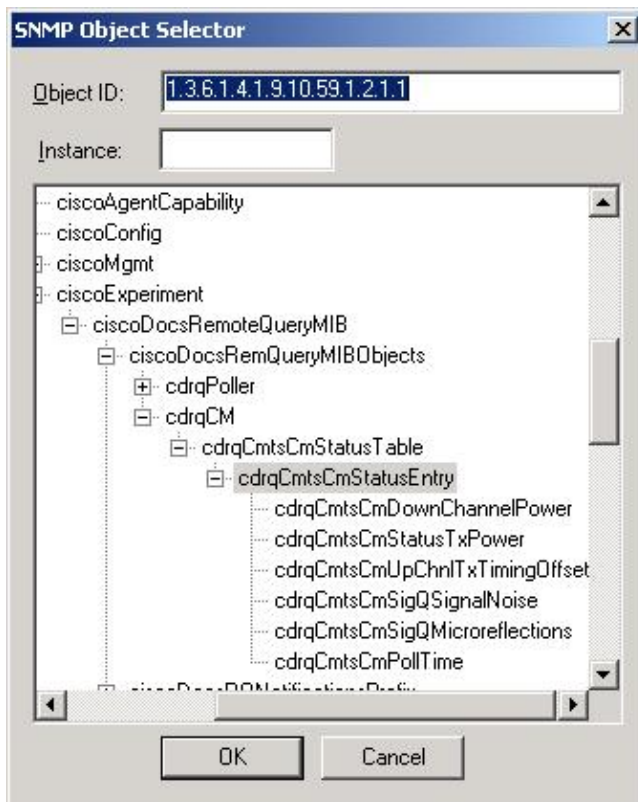 SNMP Object Selector
Object ID: 1.3.6.1.4.1.9.10.59.1.2.1.1
Instance:
ciscoAgentCapability
ciscoConfig
ciscoMgmt
ciscoExperiment
ciscoDocsRemoteQueryMIB
ciscoDocsRemQueryMIBObjects
cdrqPoller
cdrqCM
cdrqCmtsCmStatusTable
cdrqCmtsCmStatusEntry
cdrqCmtsCmDownChannelPower
cdrqCmtsCmStatusTxPower
cdrqCmtsCmUpChnlTxTimingOffset
cdrqCmtsCmSigQSignalNoise
cdrqCmtsCmSigQMicroreflections
cdrqCmtsCmPollTime
OK Cancel